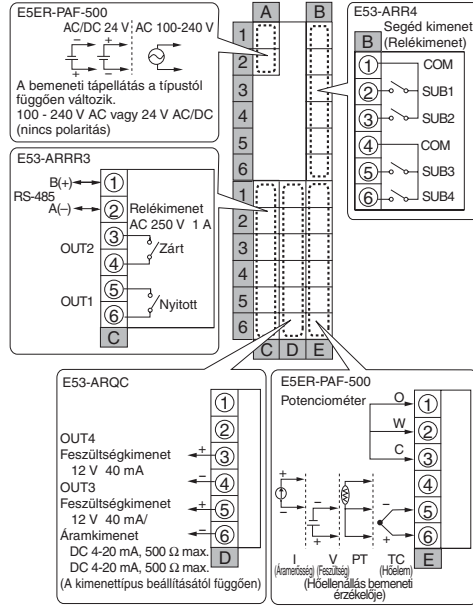 E5ER-PAF-500
AC/DC 24 V AC 100-240 V
A bemeneti tápellátás a típustól
függően változik.
100 - 240 V AC vagy 24 V AC/DC
(nincs polaritás)
A
B
1
2
3
4
5
6
1
2
3
4
5
6
C D E
E53-ARR4
Segéd kimenet
(Relékimenet)
B
1 COM
2 SUB1
3 SUB2
4 COM
5 SUB3
6 SUB4
E53-ARRR3
B(+) 1
RS-485
A(−) 2
Relékimenet
AC 250 V 1 A
3
OUT2 Zárt
4
5
OUT1 Nyitott
6
C
E53-ARQC
1
2
OUT4
Feszültségkimenet + 3
12 V 40 mA
− 4
OUT3
Feszültségkimenet + 5
12 V 40 mA/
Áramkimenet − 6
DC 4-20 mA, 500 Ω max. D
DC 4-20 mA, 500 Ω max.
(A kimenettípus beállításától függően)
E5ER-PAF-500
Potenciométer
O 1
W 2
C 3
4
5
6
+ −
− +
− +
I V PT TC
(Áramerősség) (Feszültség) (Hőelem)
(Hőellenállás bemeneti
érzékelője)
E